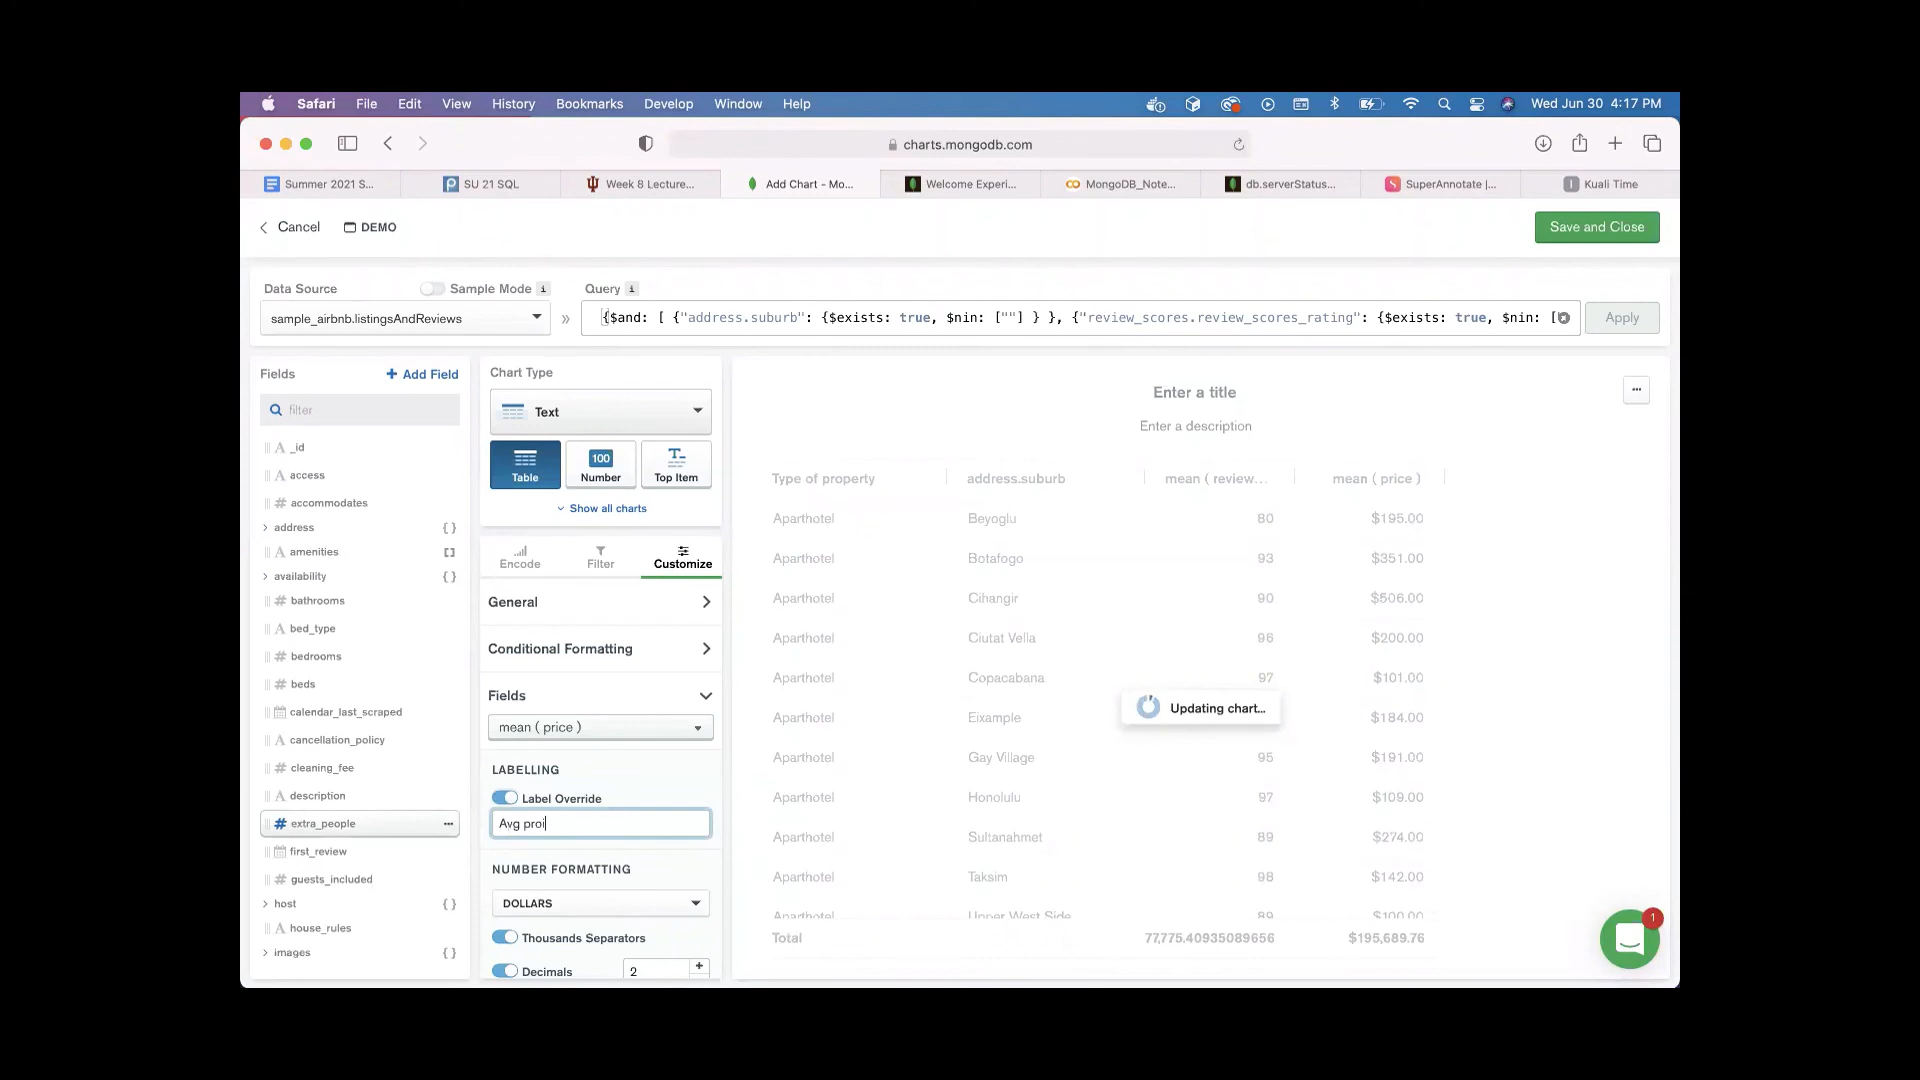 Safari File Edit View History Bookmarks Develop Window Help Wed Jun 30 4:17 PM
charts.mongodb.com
Summer 2021 S... SU 21 SQL Week 8 Lecture... Add Chart - Mo... Welcome Experi... MongoDB_Note... db.serverStatus... SuperAnnotate |... Kuali Time
Cancel DEMO Save and Close
Data Source Sample Mode i Query i
sample_airbnb.listingsAndReviews » {$and: [ {"address.suburb": {$exists: true, $nin: [""] } }, {"review_scores.review_scores_rating": {$exists: true, $nin: [ Apply
Fields + Add Field
filter
A _id
A access
# accommodates
address { }
A amenities [ ]
availability { }
# bathrooms
A bed_type
# bedrooms
# beds
calendar_last_scraped
A cancellation_policy
# cleaning_fee
A description
# extra_people ...
first_review
# guests_included
host { }
A house_rules
images { }
Chart Type
Text
Table 100 Number T- Top Item
Show all charts
Encode Filter Customize
General
Conditional Formatting
Fields
mean ( price )
LABELLING
Label Override
Avg proi
NUMBER FORMATTING
DOLLARS
Thousands Separators
Decimals 2 +
Enter a title
...
Enter a description
Type of property address.suburb mean ( review... mean ( price )
Aparthotel Beyoglu 80 $195.00
Aparthotel Botafogo 93 $351.00
Aparthotel Cihangir 90 $506.00
Aparthotel Ciutat Vella 96 $200.00
Aparthotel Copacabana 97 $101.00
Aparthotel Eixample $184.00
Updating chart...
Aparthotel Gay Village 95 $191.00
Aparthotel Honolulu 97 $109.00
Aparthotel Sultanahmet 89 $274.00
Aparthotel Taksim 98 $142.00
Aparthotel Upper West Side 89 $100.00
Total 77,775.40935089656 $195,689.76
1